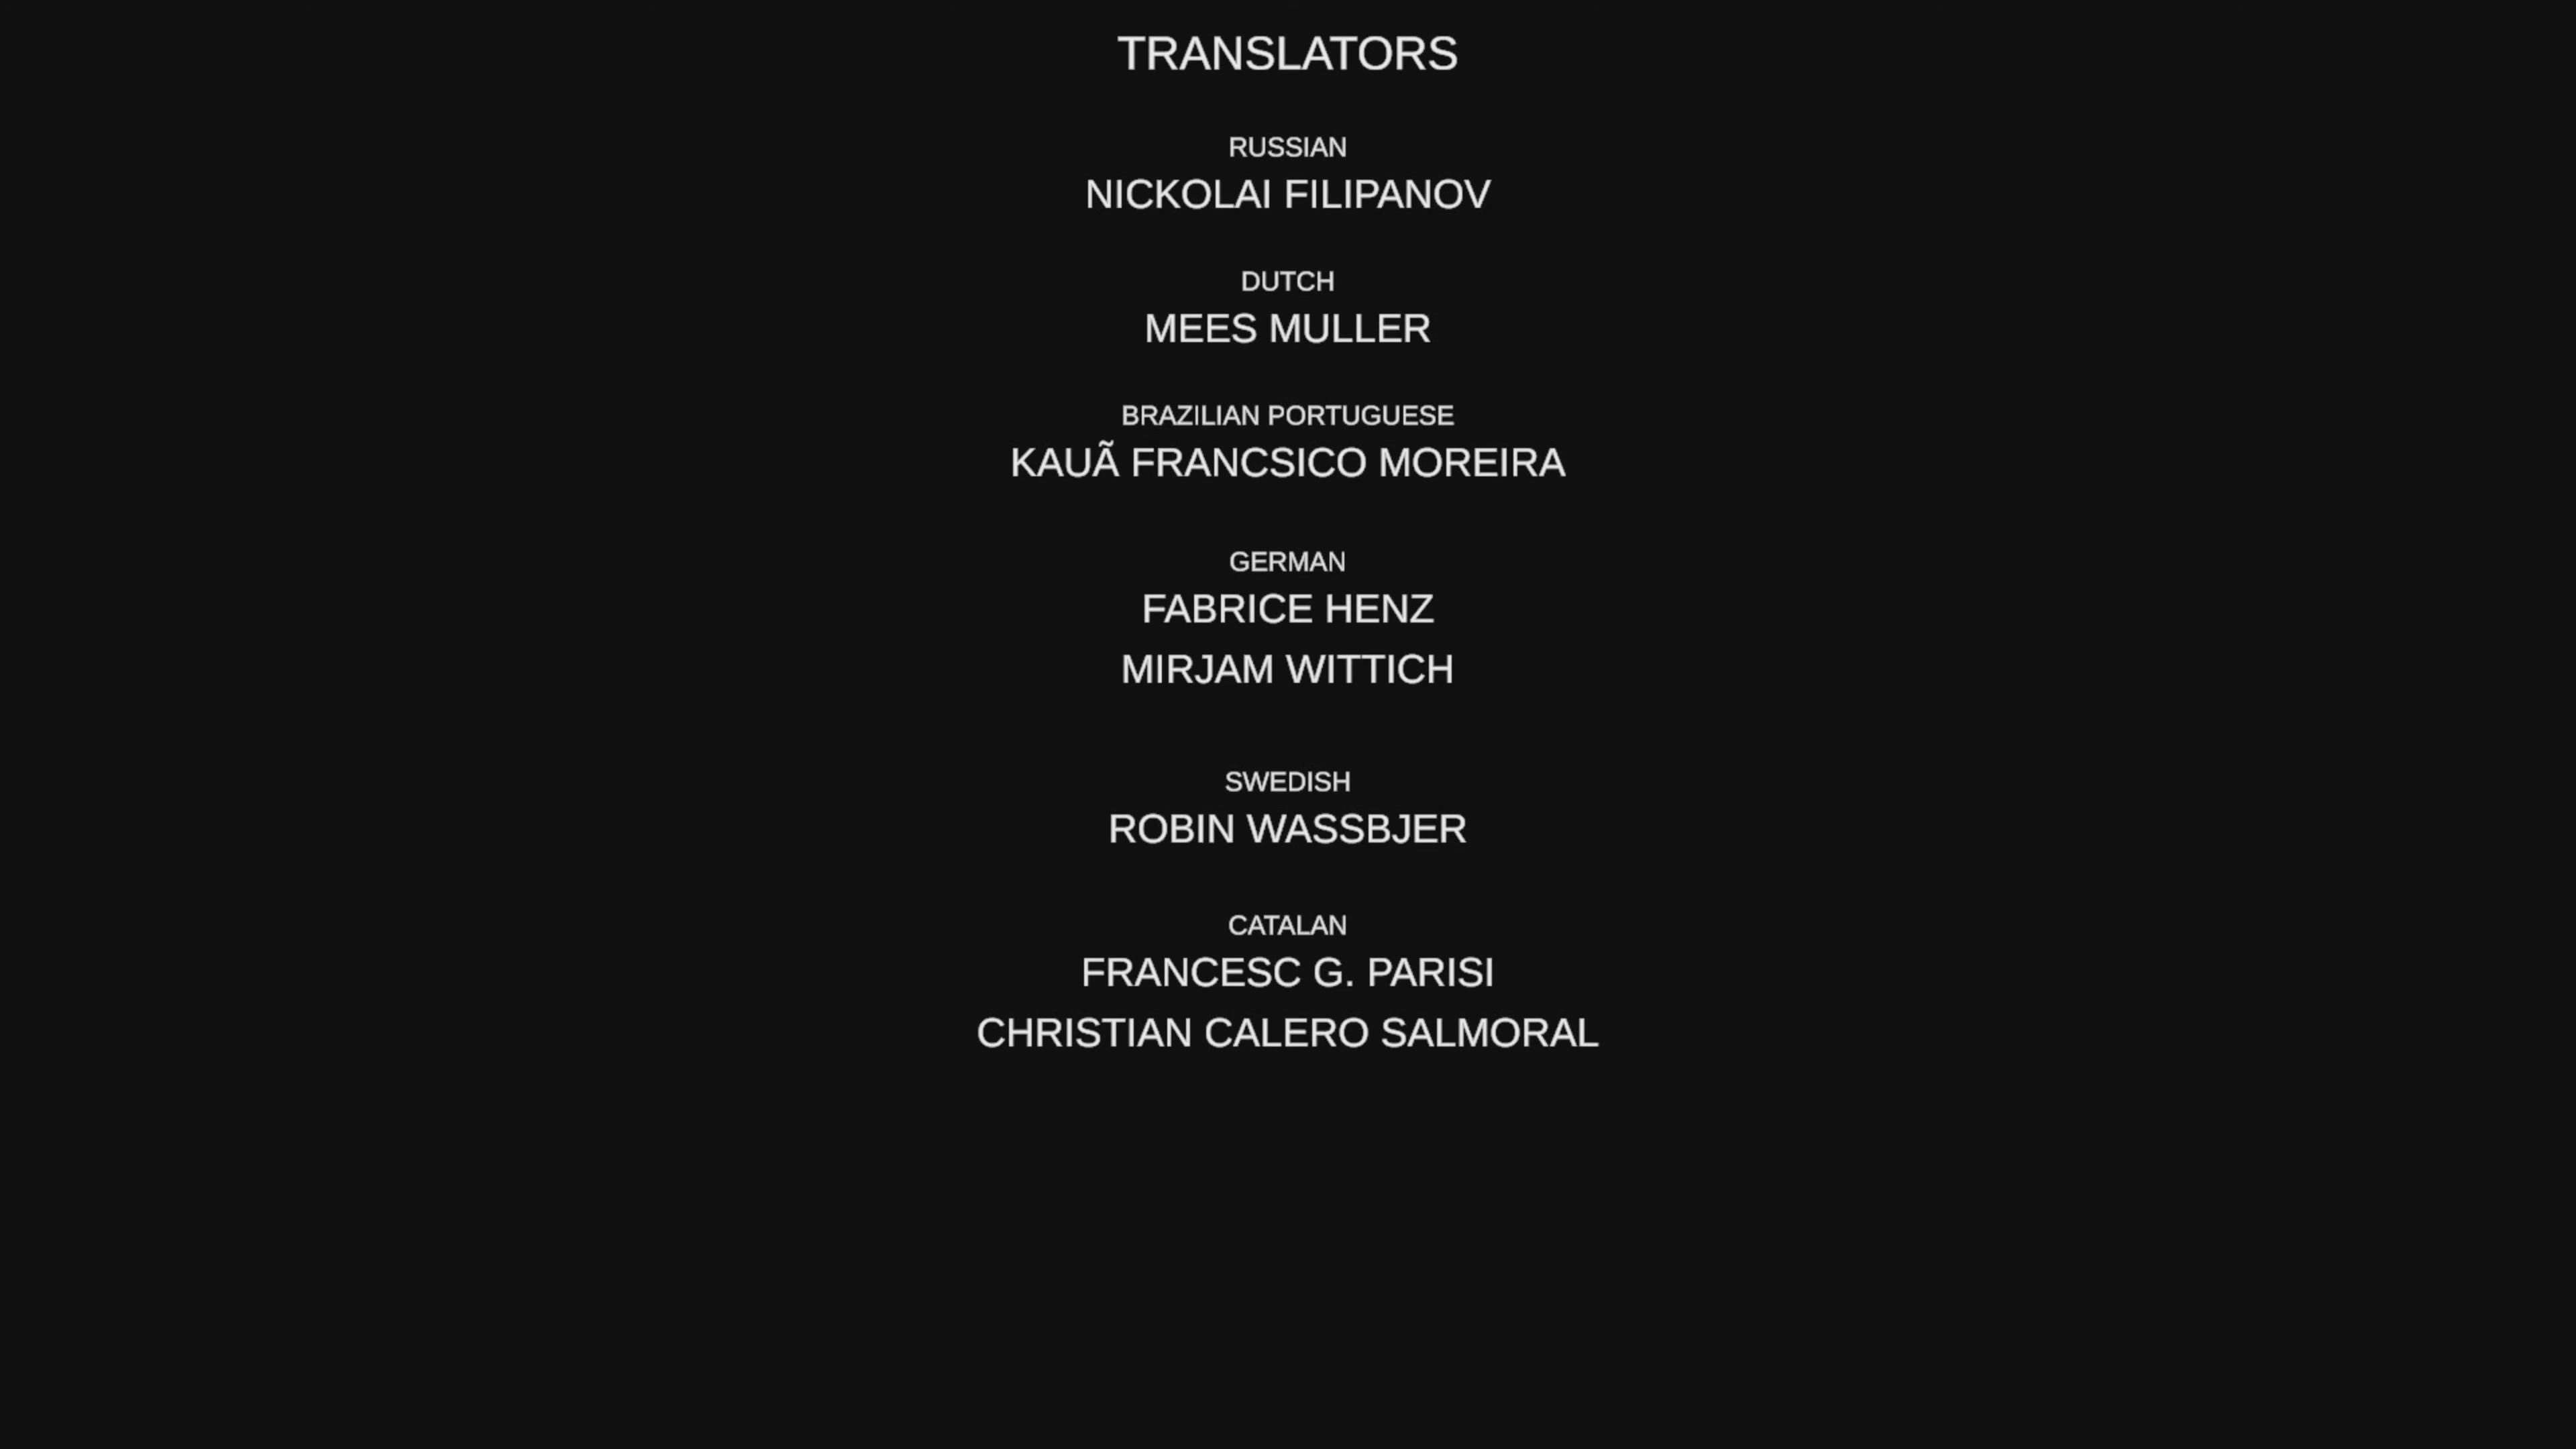 TRANSLATORS
RUSSIAN
NICKOLAI FILIPANOV
DUTCH
MEES MULLER
BRAZILIAN PORTUGUESE
KAUÃ FRANCSICO MOREIRA
GERMAN
FABRICE HENZ
MIRJAM WITTICH
SWEDISH
ROBIN WASSBJER
CATALAN
FRANCESC G. PARISI
CHRISTIAN CALERO SALMORAL